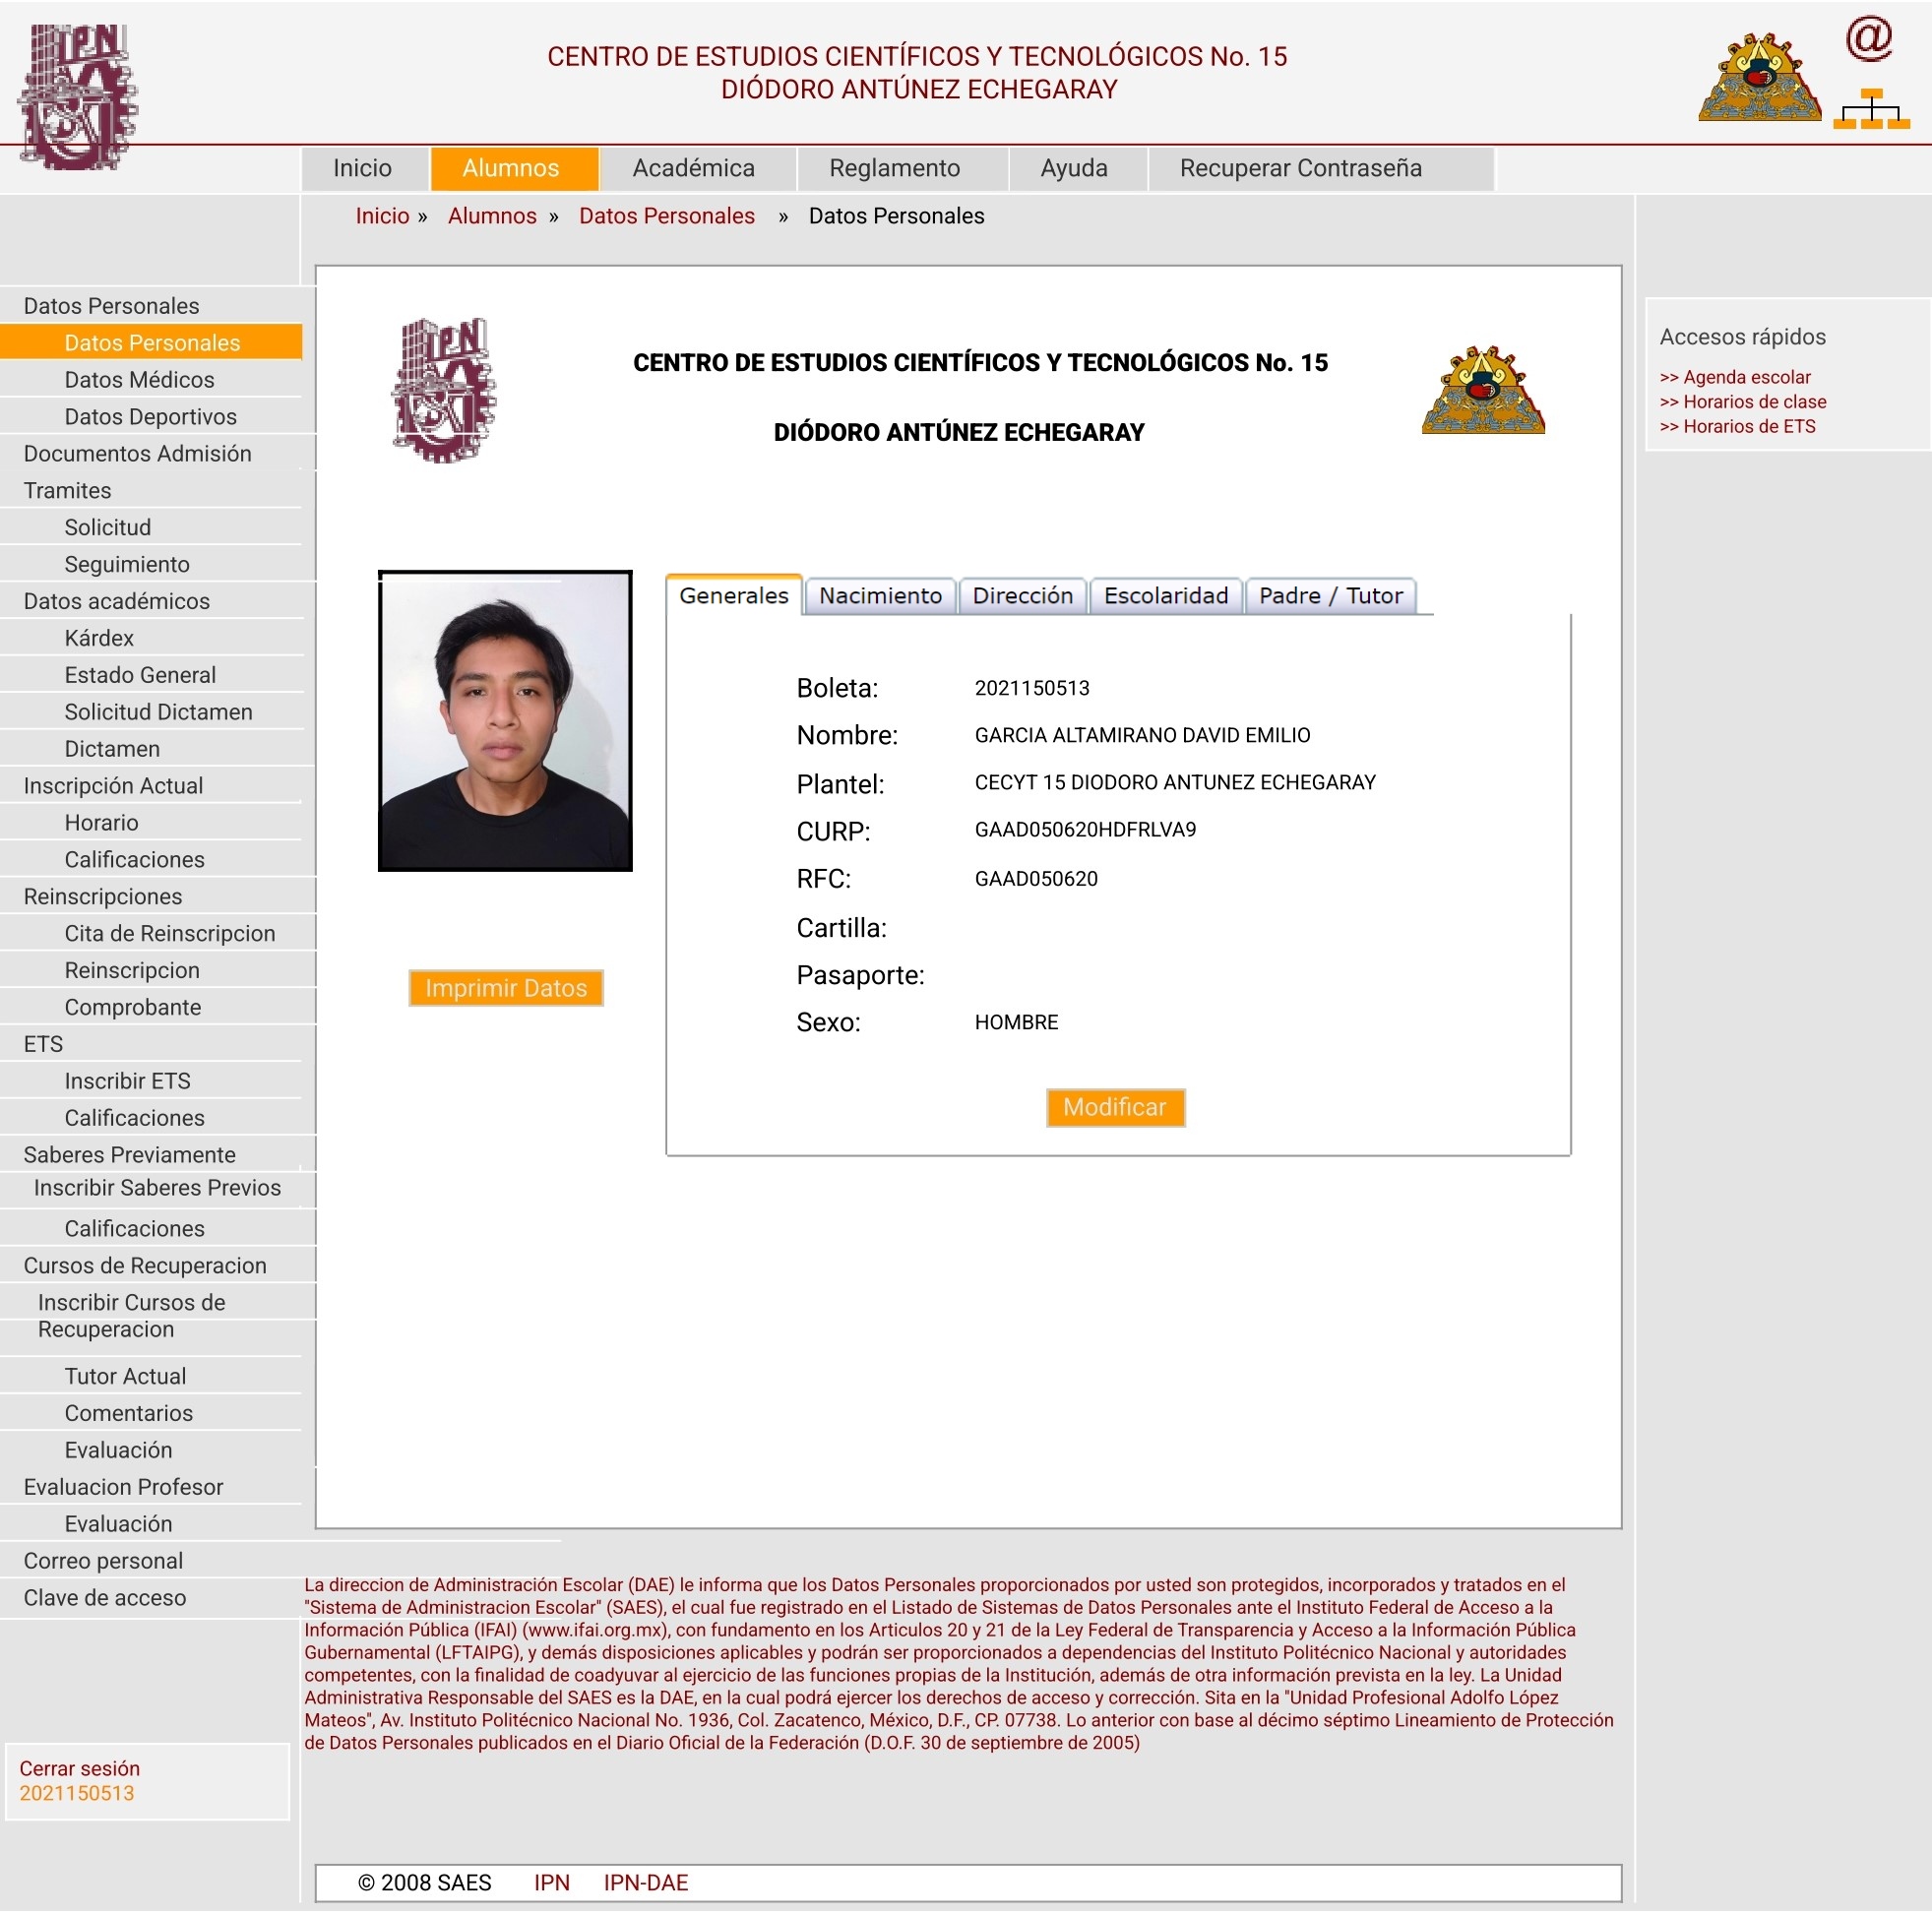 IPN
CENTRO DE ESTUDIOS CIENTÍFICOS Y TECNOLÓGICOS No. 15
DIÓDORO ANTÚNEZ ECHEGARAY
@
Inicio Alumnos Académica Reglamento Ayuda Recuperar Contraseña
Inicio » Alumnos » Datos Personales » Datos Personales
Datos Personales
Datos Personales
Datos Médicos
Datos Deportivos
Documentos Admisión
Tramites
Solicitud
Seguimiento
Datos académicos
Kárdex
Estado General
Solicitud Dictamen
Dictamen
Inscripción Actual
Horario
Calificaciones
Reinscripciones
Cita de Reinscripcion
Reinscripcion
Comprobante
ETS
Inscribir ETS
Calificaciones
Saberes Previamente
Inscribir Saberes Previos
Calificaciones
Cursos de Recuperacion
Inscribir Cursos de
Recuperacion
Tutor Actual
Comentarios
Evaluación
Evaluacion Profesor
Evaluación
Correo personal
Clave de acceso
Cerrar sesión
2021150513
IPN
CENTRO DE ESTUDIOS CIENTÍFICOS Y TECNOLÓGICOS No. 15
DIÓDORO ANTÚNEZ ECHEGARAY
Imprimir Datos
Generales Nacimiento Dirección Escolaridad Padre / Tutor
Boleta: 2021150513
Nombre: GARCIA ALTAMIRANO DAVID EMILIO
Plantel: CECYT 15 DIODORO ANTUNEZ ECHEGARAY
CURP: GAAD050620HDFRLVA9
RFC: GAAD050620
Cartilla:
Pasaporte:
Sexo: HOMBRE
Modificar
Accesos rápidos
>> Agenda escolar
>> Horarios de clase
>> Horarios de ETS
La direccion de Administración Escolar (DAE) le informa que los Datos Personales proporcionados por usted son protegidos, incorporados y tratados en el
"Sistema de Administracion Escolar" (SAES), el cual fue registrado en el Listado de Sistemas de Datos Personales ante el Instituto Federal de Acceso a la
Información Pública (IFAI) (www.ifai.org.mx), con fundamento en los Articulos 20 y 21 de la Ley Federal de Transparencia y Acceso a la Información Pública
Gubernamental (LFTAIPG), y demás disposiciones aplicables y podrán ser proporcionados a dependencias del Instituto Politécnico Nacional y autoridades
competentes, con la finalidad de coadyuvar al ejercicio de las funciones propias de la Institución, además de otra información prevista en la ley. La Unidad
Administrativa Responsable del SAES es la DAE, en la cual podrá ejercer los derechos de acceso y corrección. Sita en la "Unidad Profesional Adolfo López
Mateos", Av. Instituto Politécnico Nacional No. 1936, Col. Zacatenco, México, D.F., CP. 07738. Lo anterior con base al décimo séptimo Lineamiento de Protección
de Datos Personales publicados en el Diario Oficial de la Federación (D.O.F. 30 de septiembre de 2005)
© 2008 SAES IPN IPN-DAE